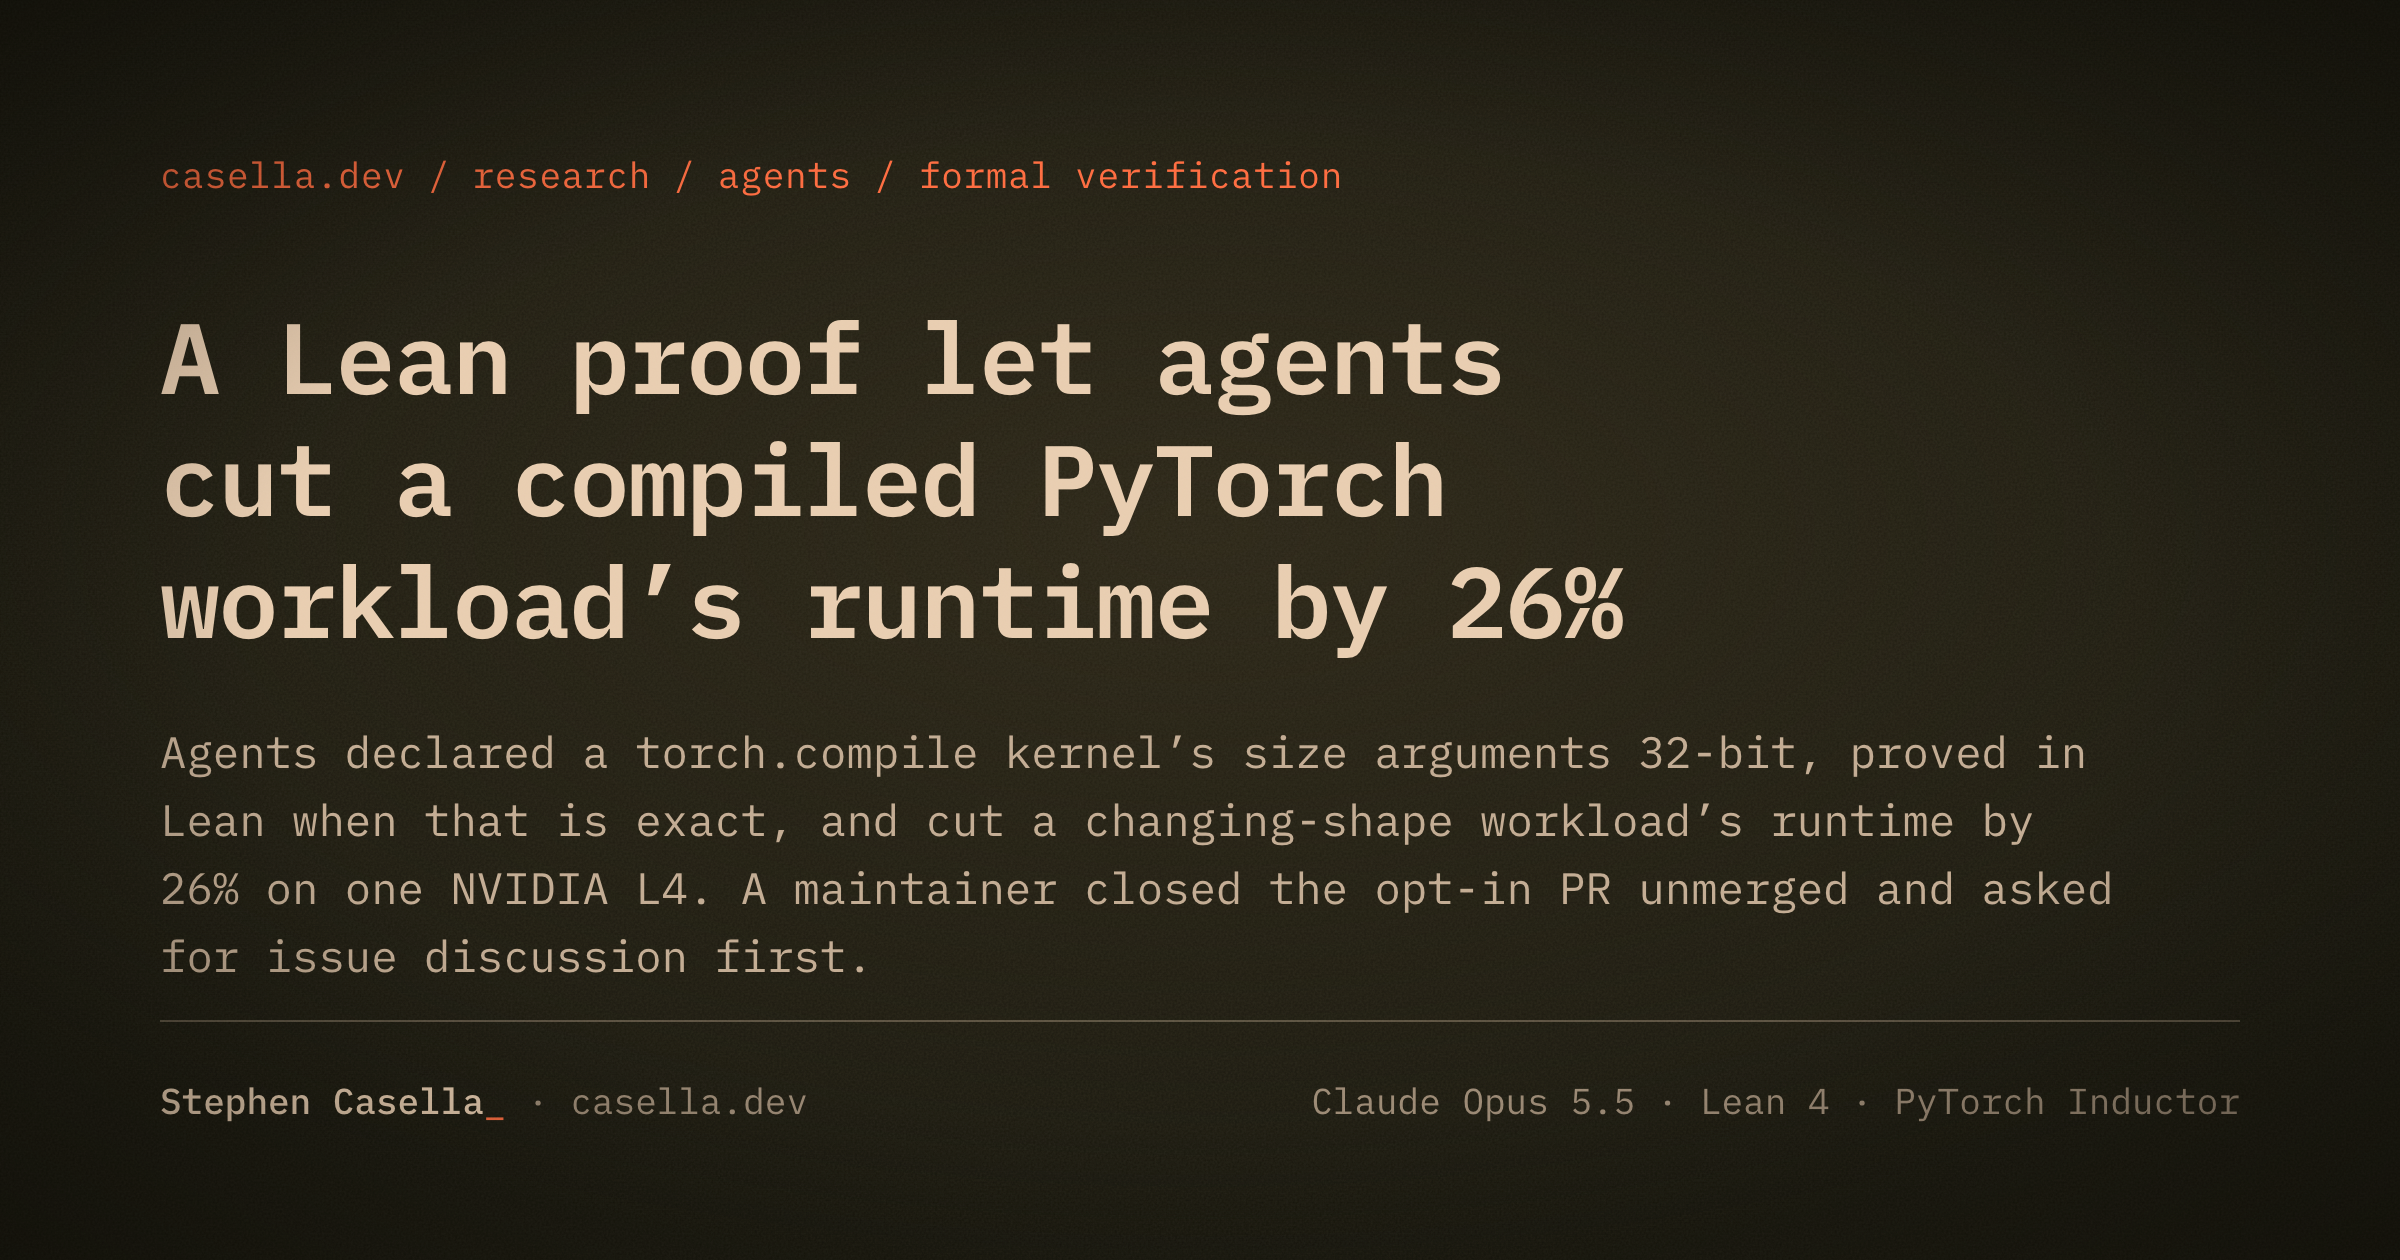 casella.dev / research / agents / formal verification
A Lean proof let agents
cut a compiled PyTorch
workload’s runtime by 26%
Agents declared a torch.compile kernel’s size arguments 32-bit, proved in
Lean when that is exact, and cut a changing-shape workload’s runtime by
26% on one NVIDIA L4. A maintainer closed the opt-in PR unmerged and asked
for issue discussion first.
Stephen Casella_ · casella.dev
Claude Opus 5.5 · Lean 4 · PyTorch Inductor